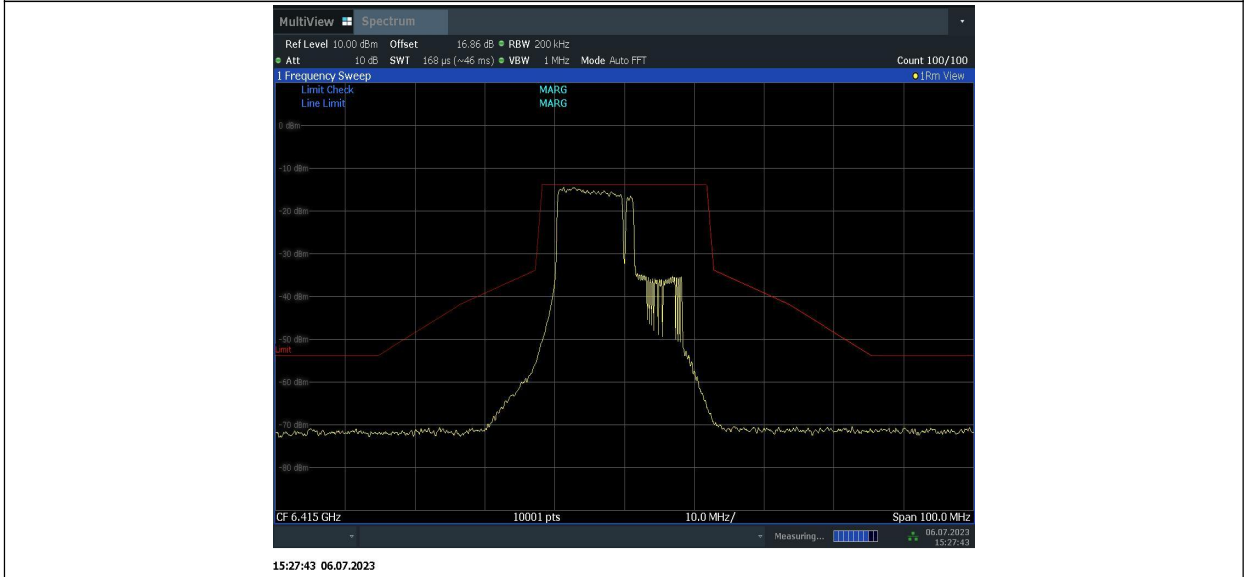 MultiView Spectrum
Ref Level 10.00 dBm Offset 16.86 dB RBW 200 kHz
Att 10 dB SWT 168 µs (~46 ms) VBW 1 MHz Mode Auto FFT Count 100/100
1 Frequency Sweep 1Rm View
Limit Check MARG
Line Limit MARG
0 dBm
-10 dBm
-20 dBm
-30 dBm
-40 dBm
-50 dBm
Limit
-60 dBm
-70 dBm
-80 dBm
CF 6.415 GHz 10001 pts 10.0 MHz/ Span 100.0 MHz
Measuring... 06.07.2023
15:27:43
15:27:43 06.07.2023